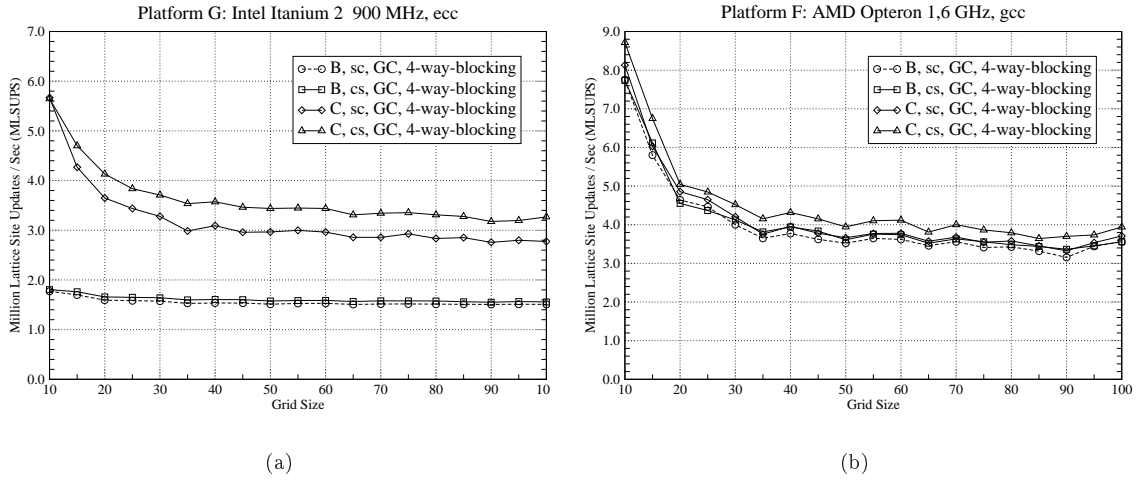 Platform G: Intel Itanium 2 900 MHz, ecc
Million Lattice Site Updates / Sec (MLSUPS)
7.0
6.0
5.0
4.0
3.0
2.0
1.0
0.0
B, sc, GC, 4-way-blocking
B, cs, GC, 4-way-blocking
C, sc, GC, 4-way-blocking
C, cs, GC, 4-way-blocking
10 20 30 40 50 60 70 80 90 10
Grid Size
(a)
Platform F: AMD Opteron 1,6 GHz, gcc
Million Lattice Site Updates / Sec (MLSUPS)
9.0
8.0
7.0
6.0
5.0
4.0
3.0
2.0
1.0
0.0
B, sc, GC, 4-way-blocking
B, cs, GC, 4-way-blocking
C, sc, GC, 4-way-blocking
C, cs, GC, 4-way-blocking
10 20 30 40 50 60 70 80 90 100
Grid Size
(b)